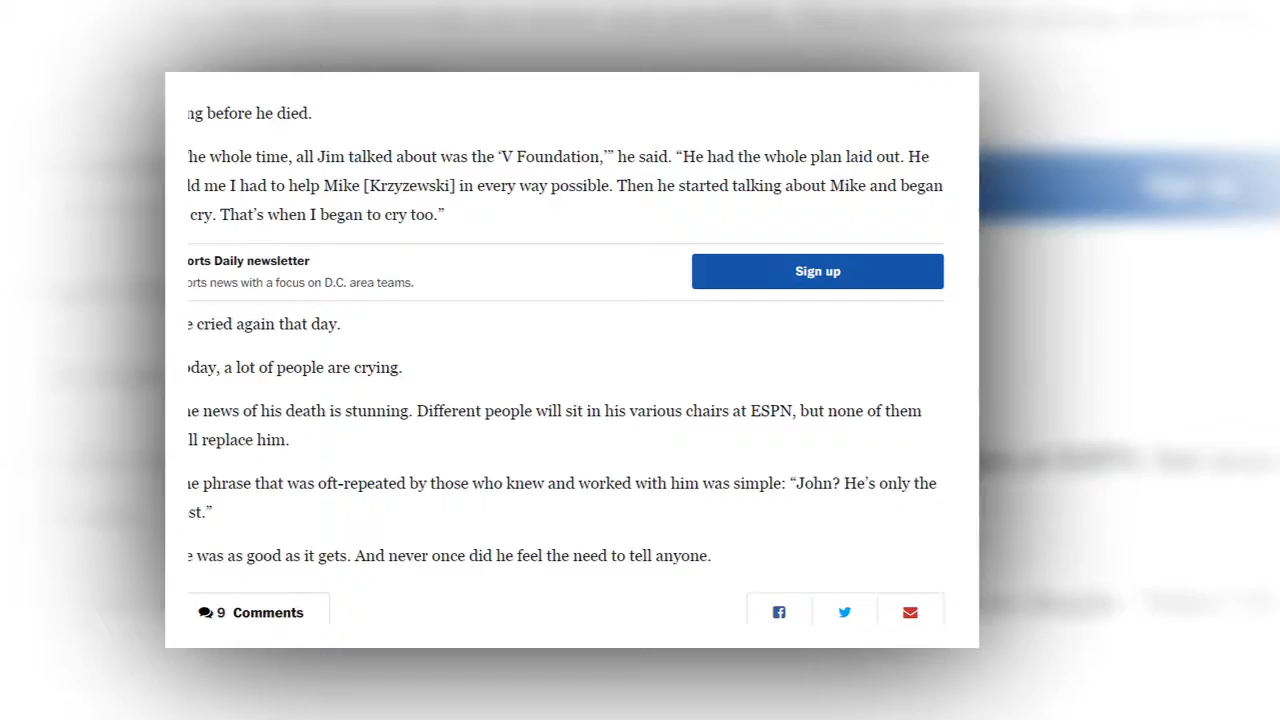 ng before he died.
he whole time, all Jim talked about was the ‘V Foundation,’” he said. “He had the whole plan laid out. He
ld me I had to help Mike [Krzyzewski] in every way possible. Then he started talking about Mike and began
cry. That’s when I began to cry too.”
orts Daily newsletter
Sign up
orts news with a focus on D.C. area teams.
e cried again that day.
oday, a lot of people are crying.
he news of his death is stunning. Different people will sit in his various chairs at ESPN, but none of them
ll replace him.
he phrase that was oft-repeated by those who knew and worked with him was simple: “John? He’s only the
st.”
e was as good as it gets. And never once did he feel the need to tell anyone.
9 Comments